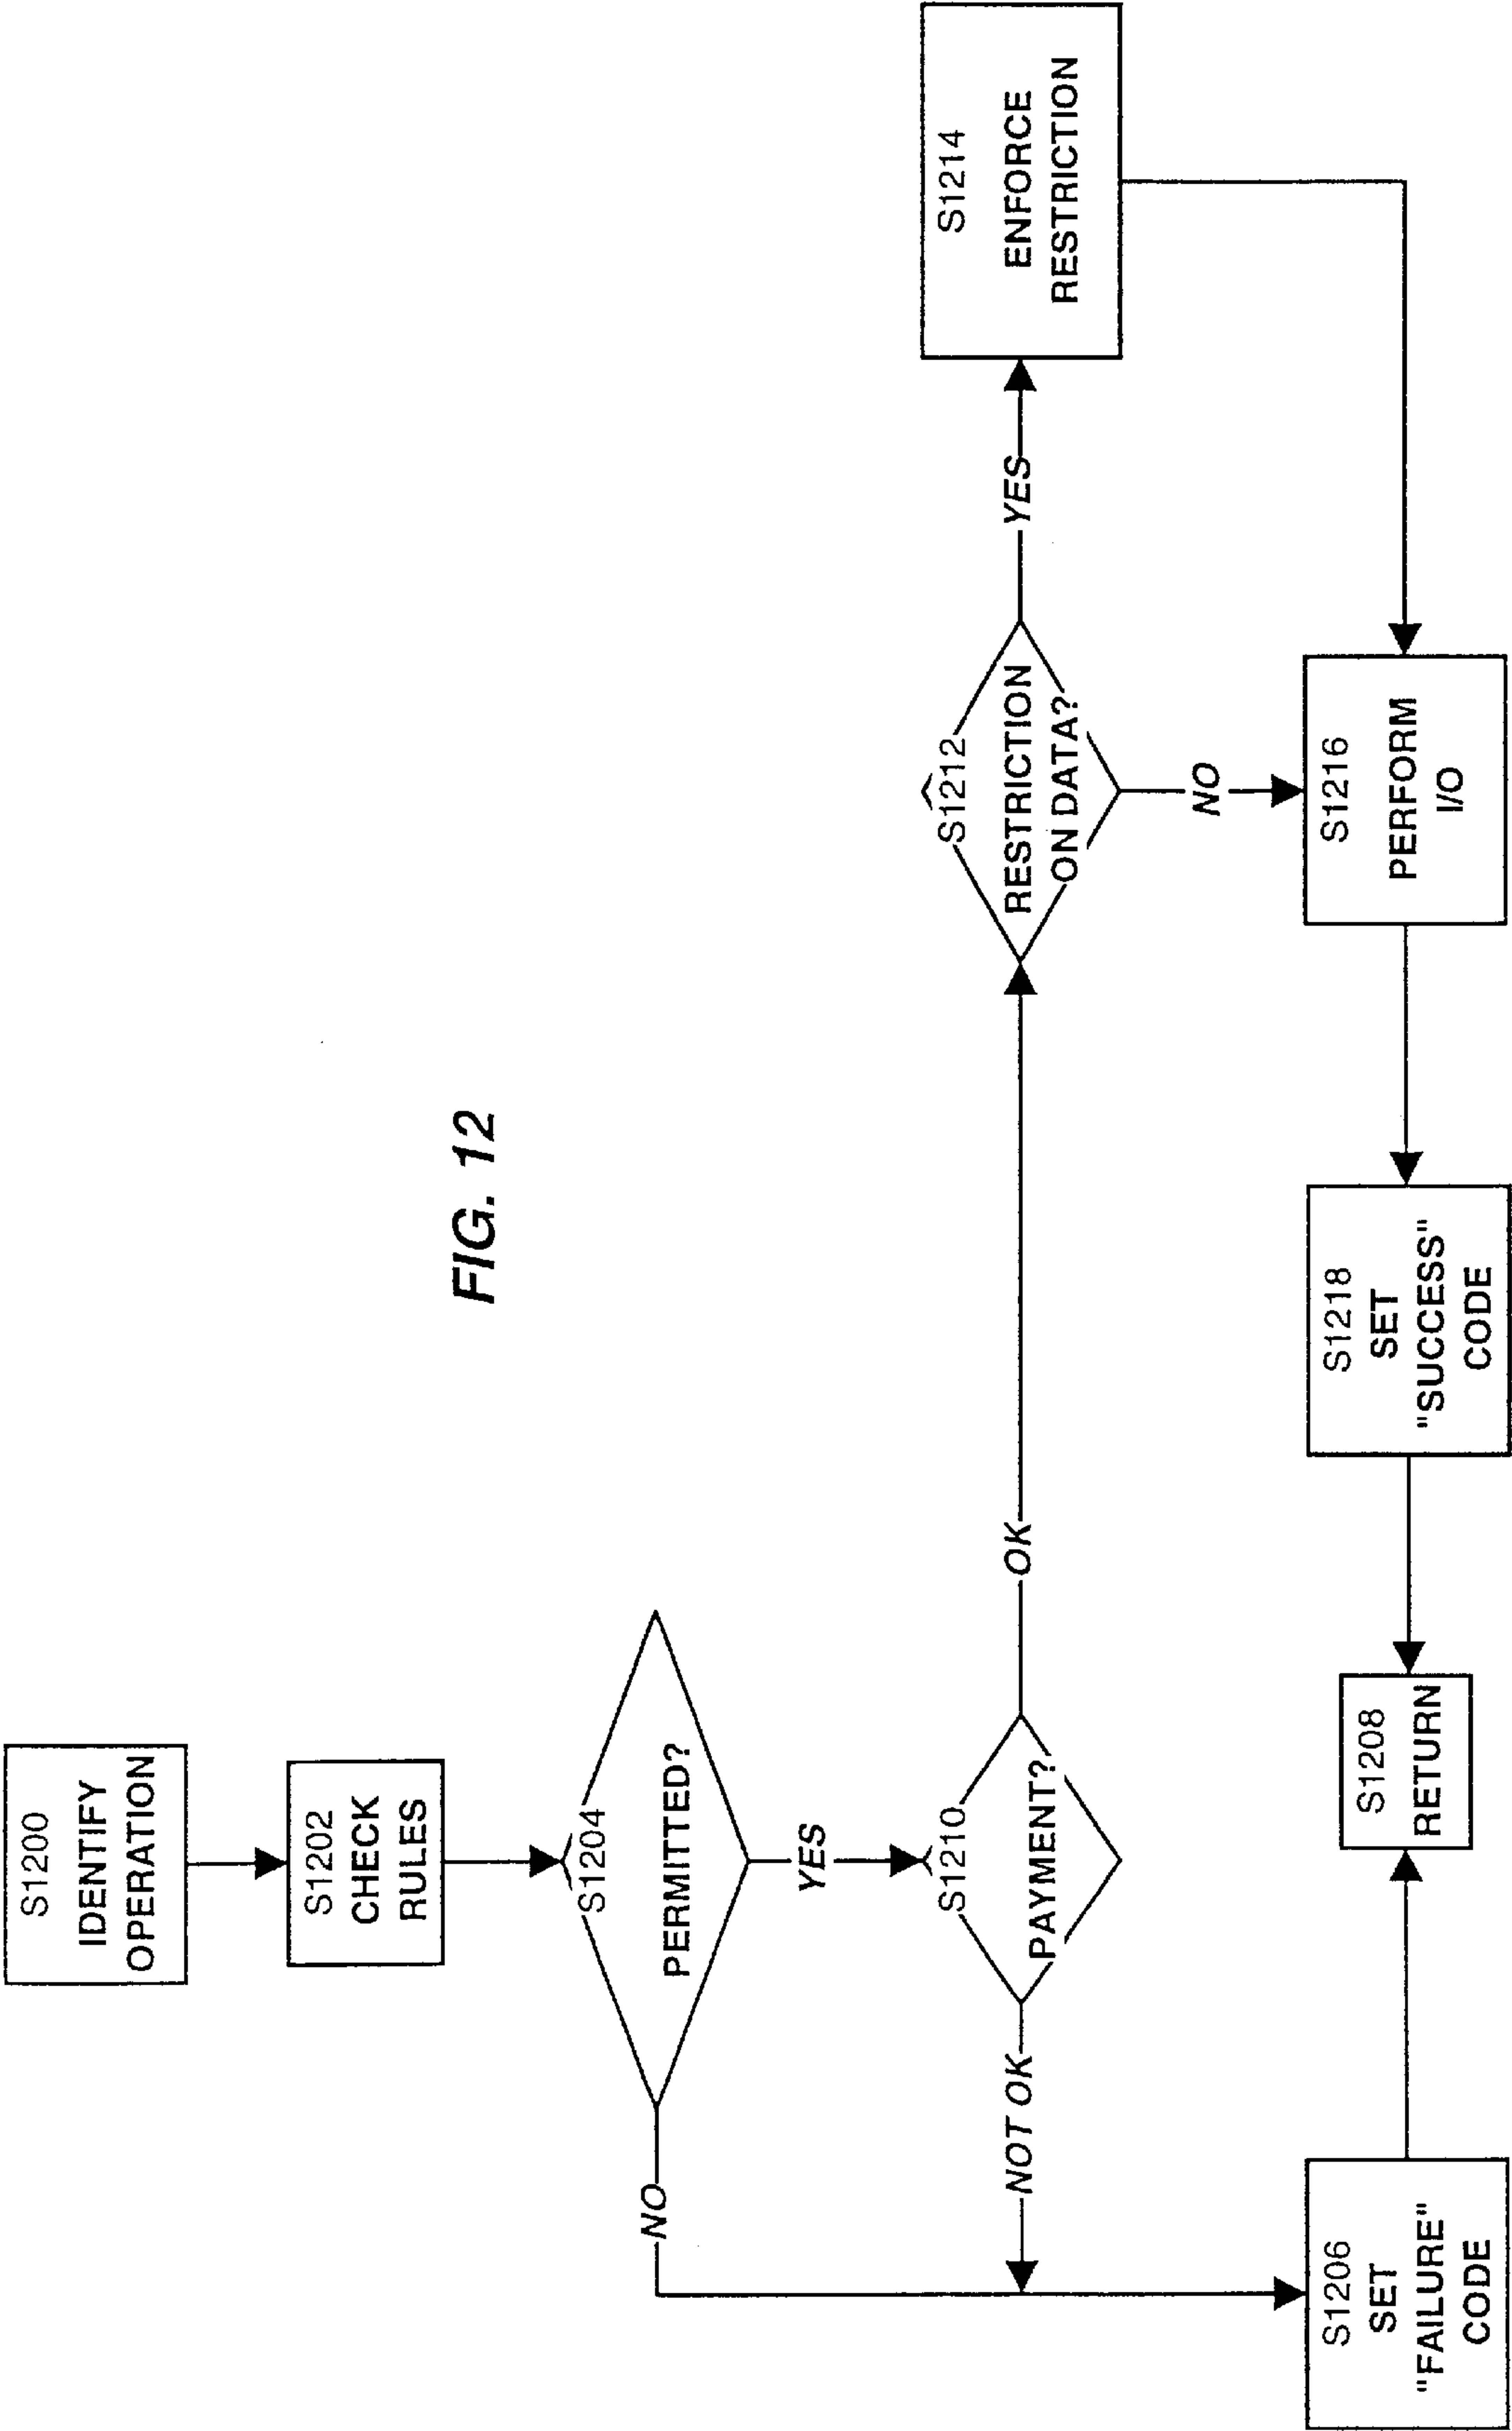 S1200
IDENTIFY
OPERATION
S1202
CHECK
RULES
S1204
PERMITTED?
NO
YES
S1210
PAYMENT?
NOT OK
OK
S1212
RESTRICTION
ON DATA?
YES
NO
S1214
ENFORCE
RESTRICTION
S1206
SET
"FAILURE"
CODE
S1208
RETURN
S1218
SET
"SUCCESS"
CODE
S1216
PERFORM
I/O
FIG. 12